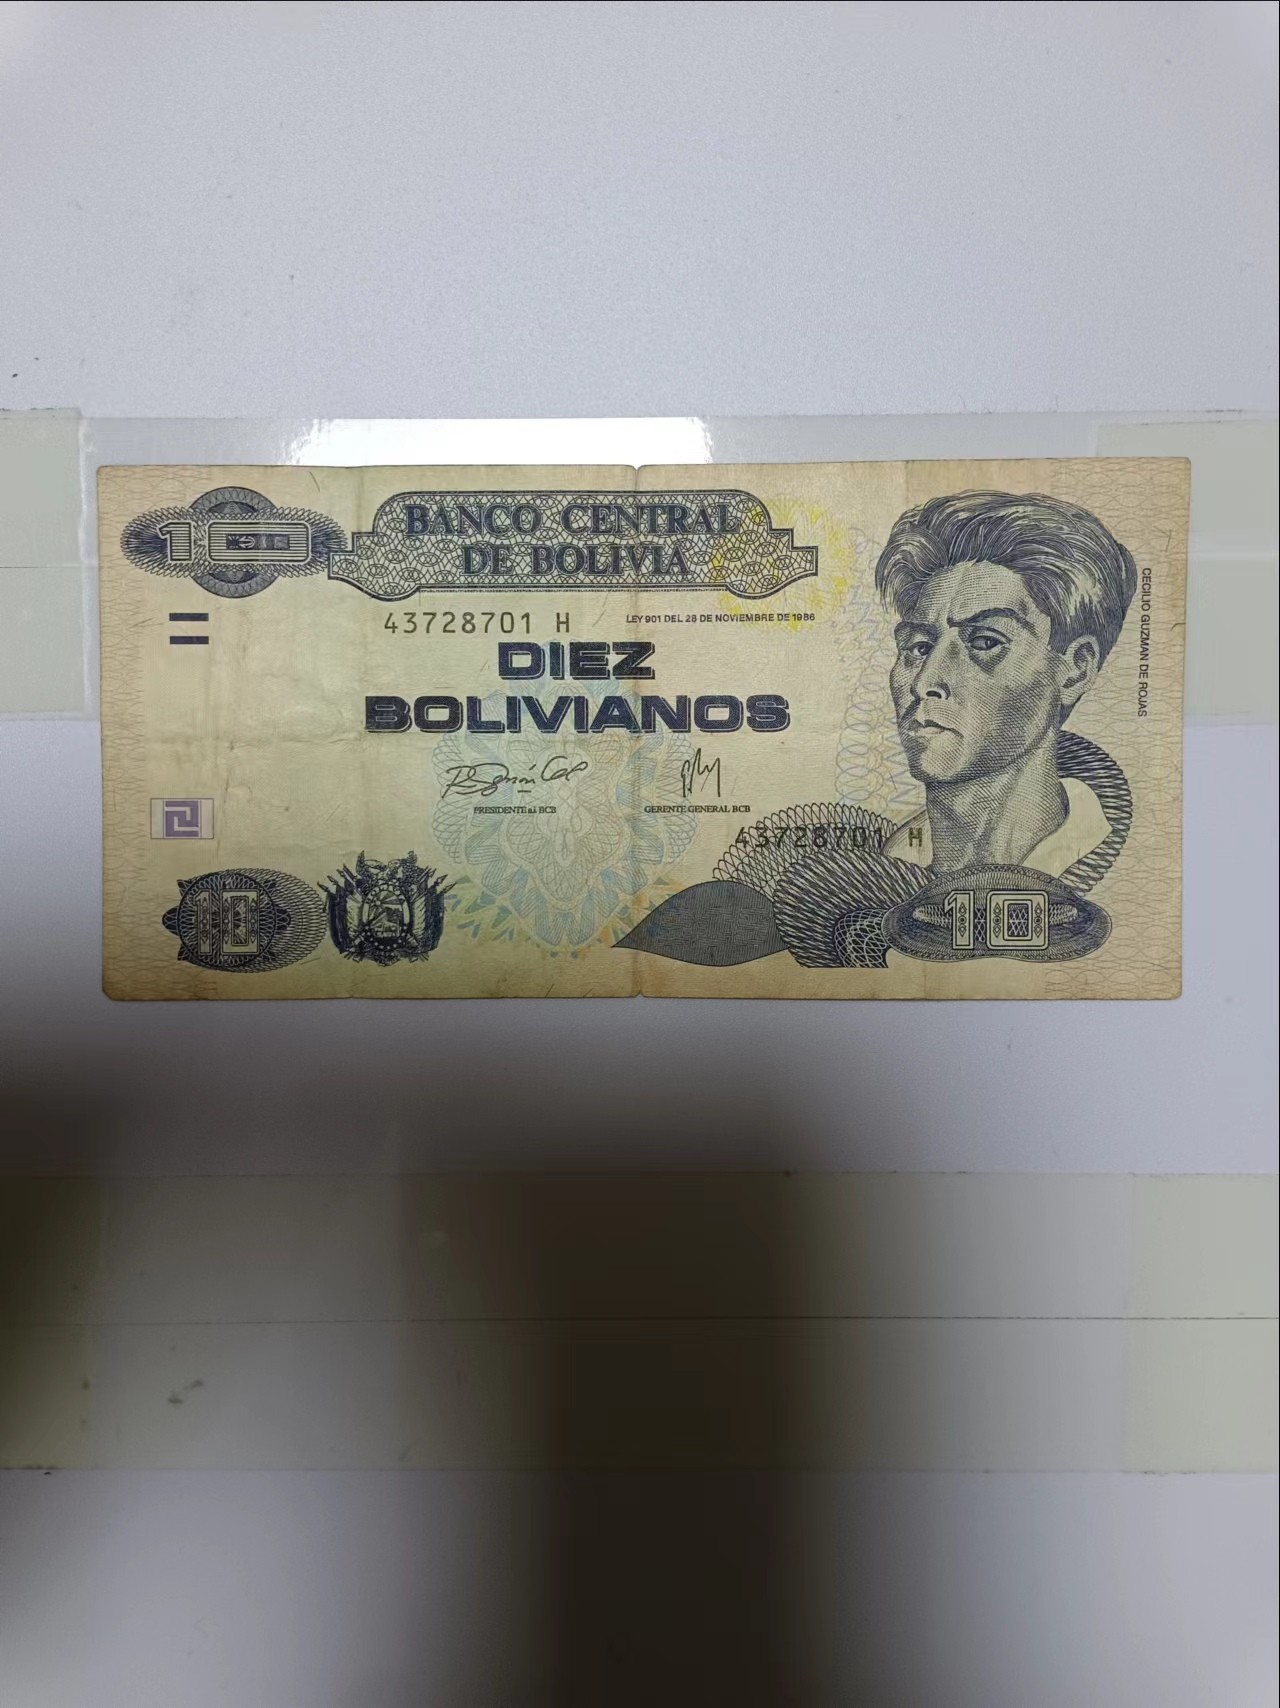 10
BANCO CENTRAL
DE BOLIVIA
43728701 H
LEY 901 DEL 28 DE NOVIEMBRE DE 1986
DIEZ
BOLIVIANOS
CECILIO GUZMAN DE ROJAS
PRESIDENTE a.i. BCB
GERENTE GENERAL BCB
43728701 H
10
10